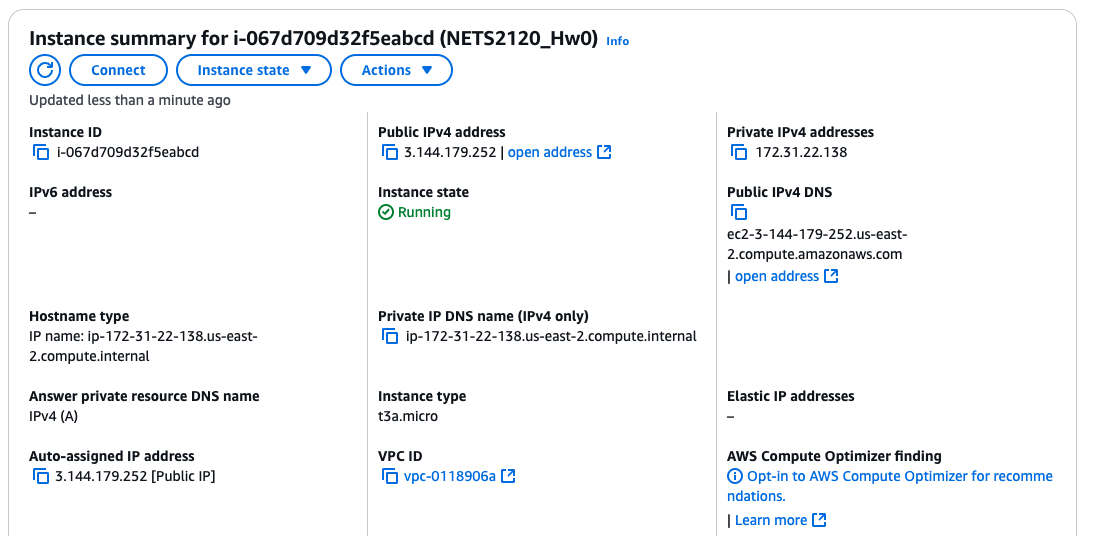 Instance summary for i-067d709d32f5eabcd (NETS2120_Hw0) Info
Connect
Instance state
Actions
Updated less than a minute ago
Instance ID
i-067d709d32f5eabcd
Public IPv4 address
3.144.179.252 | open address
Private IPv4 addresses
172.31.22.138
IPv6 address
–
Instance state
Running
Public IPv4 DNS
ec2-3-144-179-252.us-east-
2.compute.amazonaws.com
| open address
Hostname type
IP name: ip-172-31-22-138.us-east-
2.compute.internal
Private IP DNS name (IPv4 only)
ip-172-31-22-138.us-east-2.compute.internal
Answer private resource DNS name
IPv4 (A)
Instance type
t3a.micro
Elastic IP addresses
–
Auto-assigned IP address
3.144.179.252 [Public IP]
VPC ID
vpc-0118906a
AWS Compute Optimizer finding
Opt-in to AWS Compute Optimizer for recomme
ndations.
| Learn more